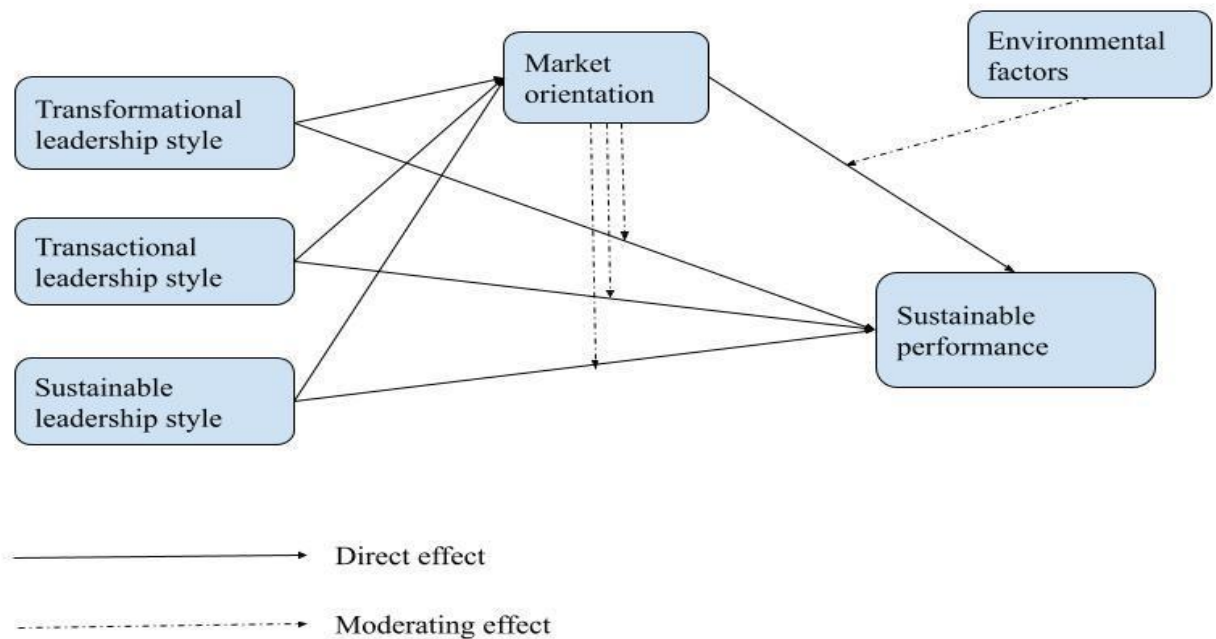 Environmental
factors
Market
orientation
Transformational
leadership style
Transactional
leadership style
Sustainable
performance
Sustainable
leadership style
Direct effect
Moderating effect